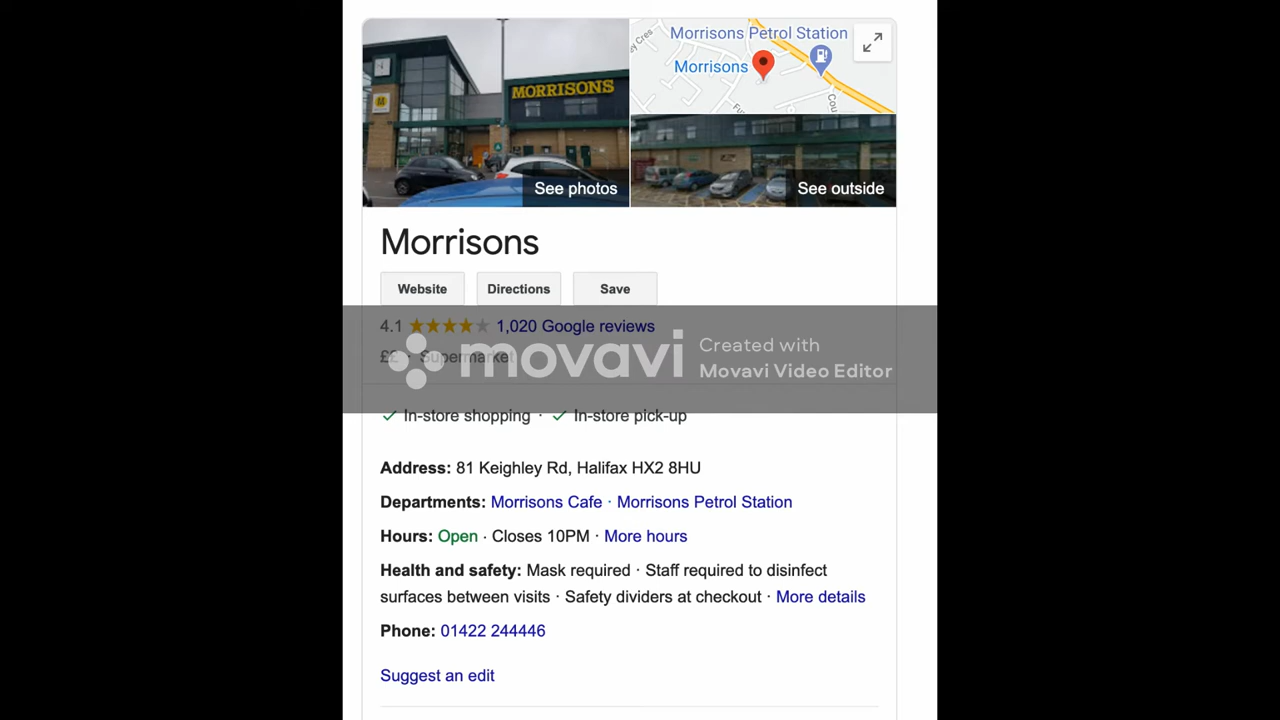 Morrisons Petrol Station
Morrisons
MORRISONS
See photos
See outside
Morrisons
Website Directions Save
4.1 1,020 Google reviews
££ · Supermarket
movavi
Created with
Movavi Video Editor
In-store shopping · In-store pick-up
Address: 81 Keighley Rd, Halifax HX2 8HU
Departments: Morrisons Cafe · Morrisons Petrol Station
Hours: Open · Closes 10PM · More hours
Health and safety: Mask required · Staff required to disinfect
surfaces between visits · Safety dividers at checkout · More details
Phone: 01422 244446
Suggest an edit